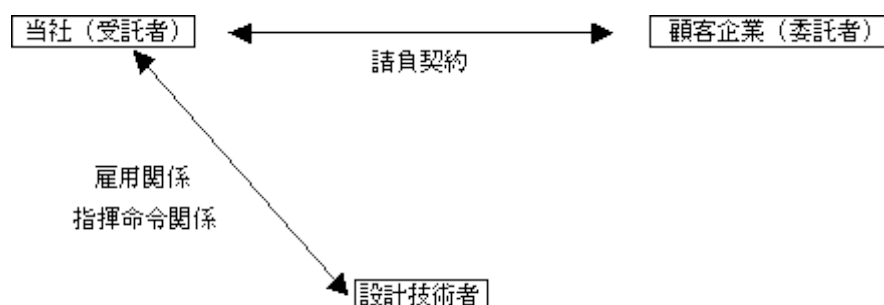 当社（受託者）
顧客企業（委託者）
請負契約
雇用関係
指揮命令関係
設計技術者